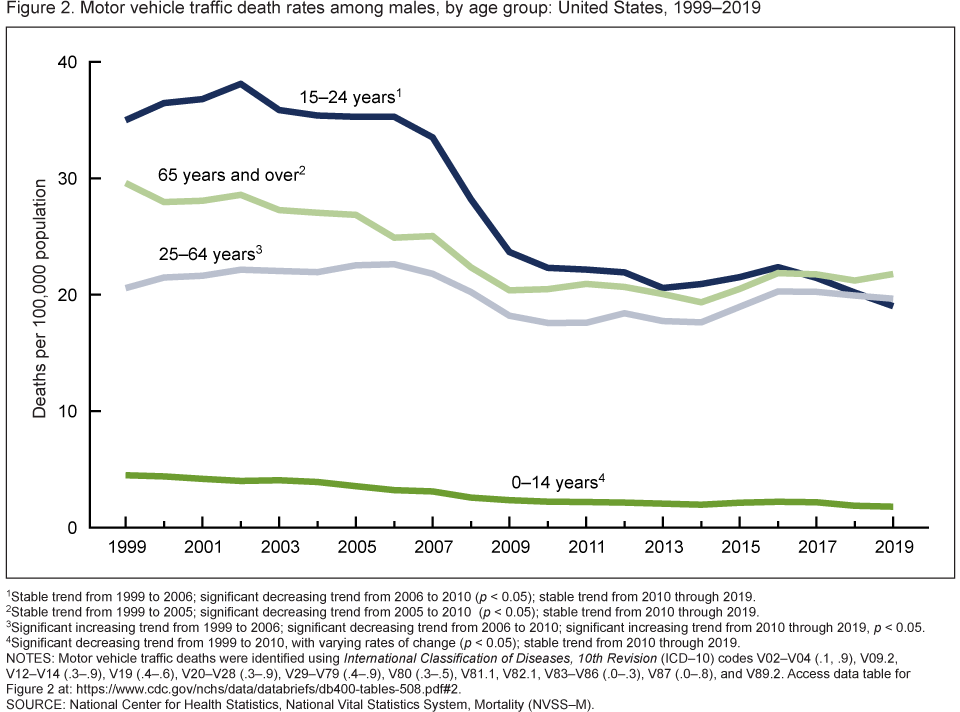 Figure 2. Motor vehicle traffic death rates among males, by age group: United States, 1999–2019
40
15–24 years1
65 years and over2
30
25–64 years3
20
Deaths per 100,000 population
10
0–14 years4
0
1999 2001 2003 2005 2007 2009 2011 2013 2015 2017 2019
1Stable trend from 1999 to 2006; significant decreasing trend from 2006 to 2010 (p < 0.05); stable trend from 2010 through 2019.
2Stable trend from 1999 to 2005; significant decreasing trend from 2005 to 2010 (p < 0.05); stable trend from 2010 through 2019.
3Significant increasing trend from 1999 to 2006; significant decreasing trend from 2006 to 2010; significant increasing trend from 2010 through 2019, p < 0.05.
4Significant decreasing trend from 1999 to 2010, with varying rates of change (p < 0.05); stable trend from 2010 through 2019.
NOTES: Motor vehicle traffic deaths were identified using International Classification of Diseases, 10th Revision (ICD–10) codes V02–V04 (.1, .9), V09.2,
V12–V14 (.3–.9), V19 (.4–.6), V20–V28 (.3–.9), V29–V79 (.4–.9), V80 (.3–.5), V81.1, V82.1, V83–V86 (.0–.3), V87 (.0–.8), and V89.2. Access data table for
Figure 2 at: https://www.cdc.gov/nchs/data/databriefs/db400-tables-508.pdf#2.
SOURCE: National Center for Health Statistics, National Vital Statistics System, Mortality (NVSS–M).